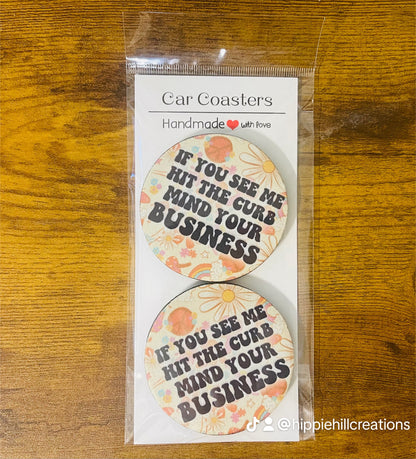 Car Coasters
Handmade❤with love
IF YOU SEE ME
HIT THE CURB
MIND YOUR
BUSINESS
IF YOU SEE ME
HIT THE CURB
MIND YOUR
BUSINESS
@hippiehillcreations